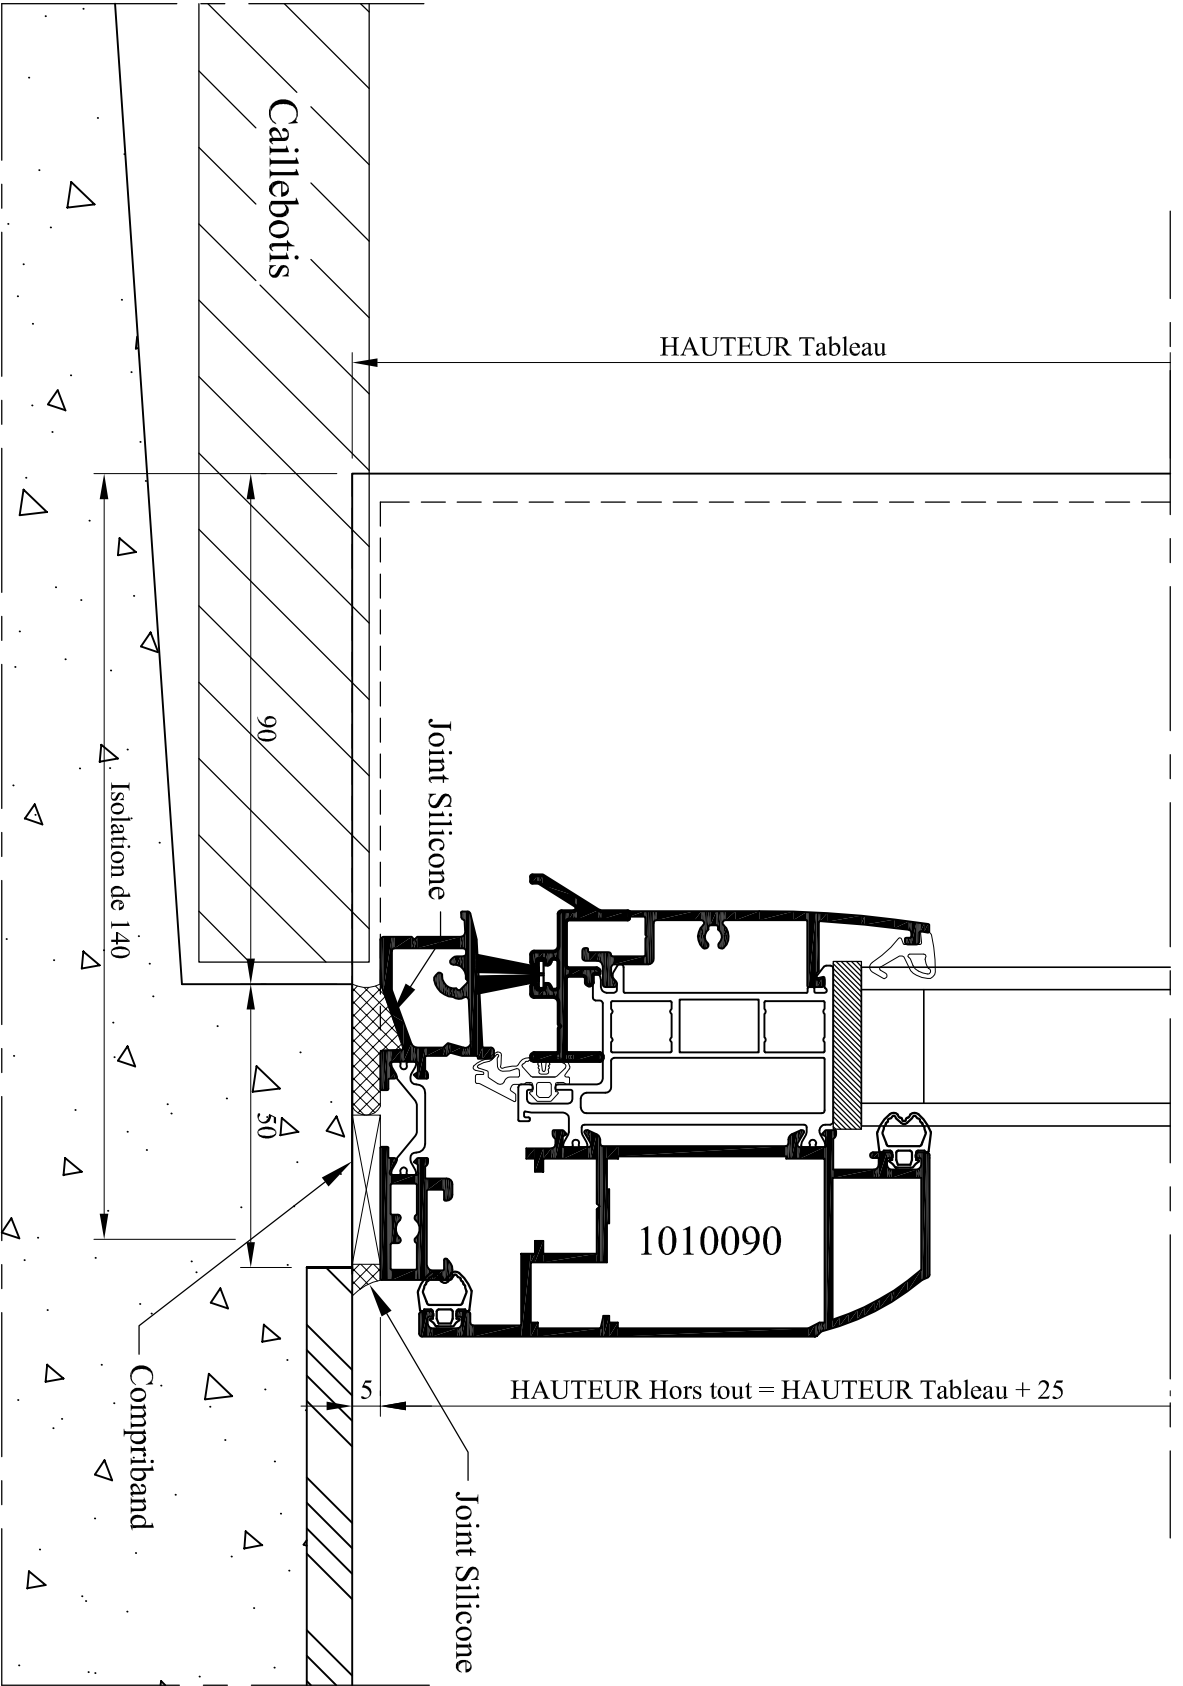 Caillebotis
HAUTEUR Tableau
90
Isolation de 140
Joint Silicone
50
1010090
5
HAUTEUR Hors tout = HAUTEUR Tableau + 25
Compriband
Joint Silicone